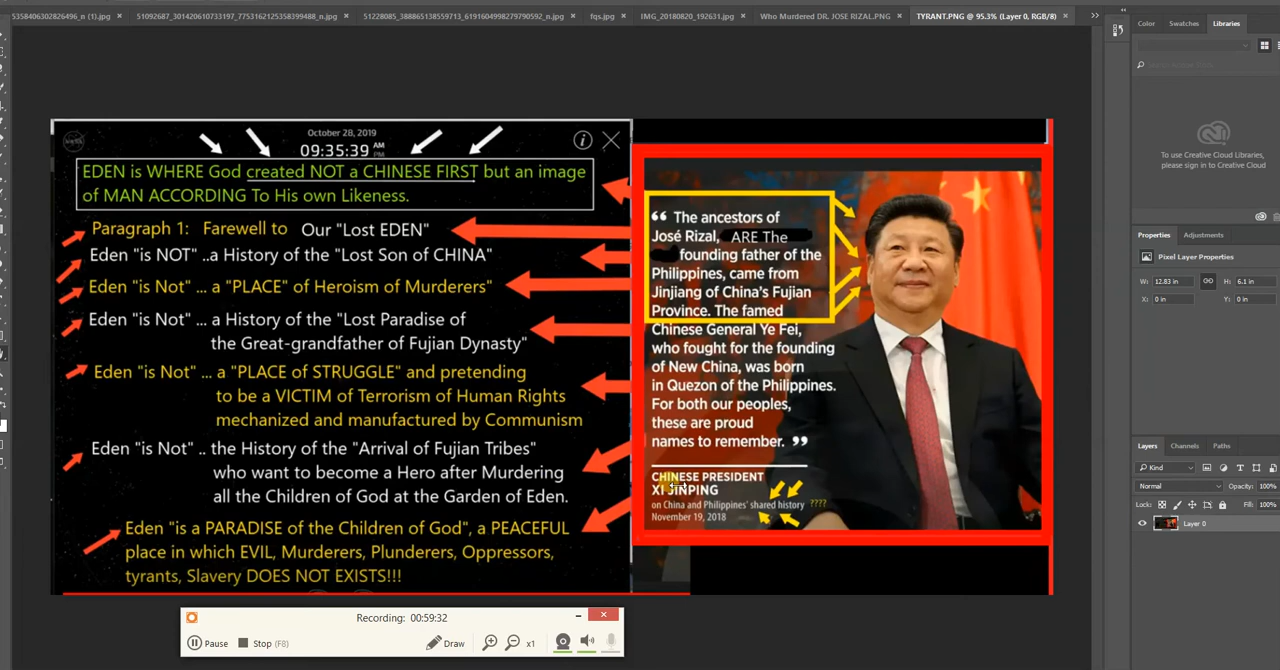 5358406302846_n (1).jpg ×
51092687_301420610733197_7753162125358399488_n.jpg ×
51228085_388865138559713_6191604998279790592_n.jpg ×
fqs.jpg ×
IMG_20180820_192631.jpg ×
Who Murdered DR. JOSE RIZAL.PNG ×
TYRANT.PNG @ 95.3% (Layer 0, RGB/8) ×
Color Swatches Libraries
To use Creative Cloud Libraries,
please sign in to Creative Cloud
Properties Adjustments
Pixel Layer Properties
W: 12.83 in H: 6.1 in
X: 0 in Y: 0 in
Layers Channels Paths
Kind
Normal Opacity: 100%
Lock: Fill: 100%
Layer 0
October 28, 2019
09:35:39 AM PM
EDEN is WHERE God created NOT a CHINESE FIRST but an image
of MAN ACCORDING To His own Likeness.
Paragraph 1: Farewell to Our "Lost EDEN"
Eden "is NOT" ..a History of the "Lost Son of CHINA"
Eden "is Not" ... a "PLACE" of Heroism of Murderers"
Eden "is Not" ... a History of the "Lost Paradise of
the Great-grandfather of Fujian Dynasty"
Eden "is Not" ... a "PLACE of STRUGGLE" and pretending
to be a VICTIM of Terrorism of Human Rights
mechanized and manufactured by Communism
Eden "is Not" .. the History of the "Arrival of Fujian Tribes"
who want to become a Hero after Murdering
all the Children of God at the Garden of Eden.
Eden "is a PARADISE of the Children of God", a PEACEFUL
place in which EVIL, Murderers, Plunderers, Oppressors,
tyrants, Slavery DOES NOT EXISTS!!!
“ The ancestors of
José Rizal, ARE The
founding father of the
Philippines, came from
Jinjiang of China's Fujian
Province. The famed
Chinese General Ye Fei,
who fought for the founding
of New China, was born
in Quezon of the Philippines.
For both our peoples,
these are proud
names to remember. ”
CHINESE PRESIDENT
XI JINPING
on China and Philippines' shared history ????
November 19, 2018
Recording: 00:59:32
Pause Stop (F8) Draw x1